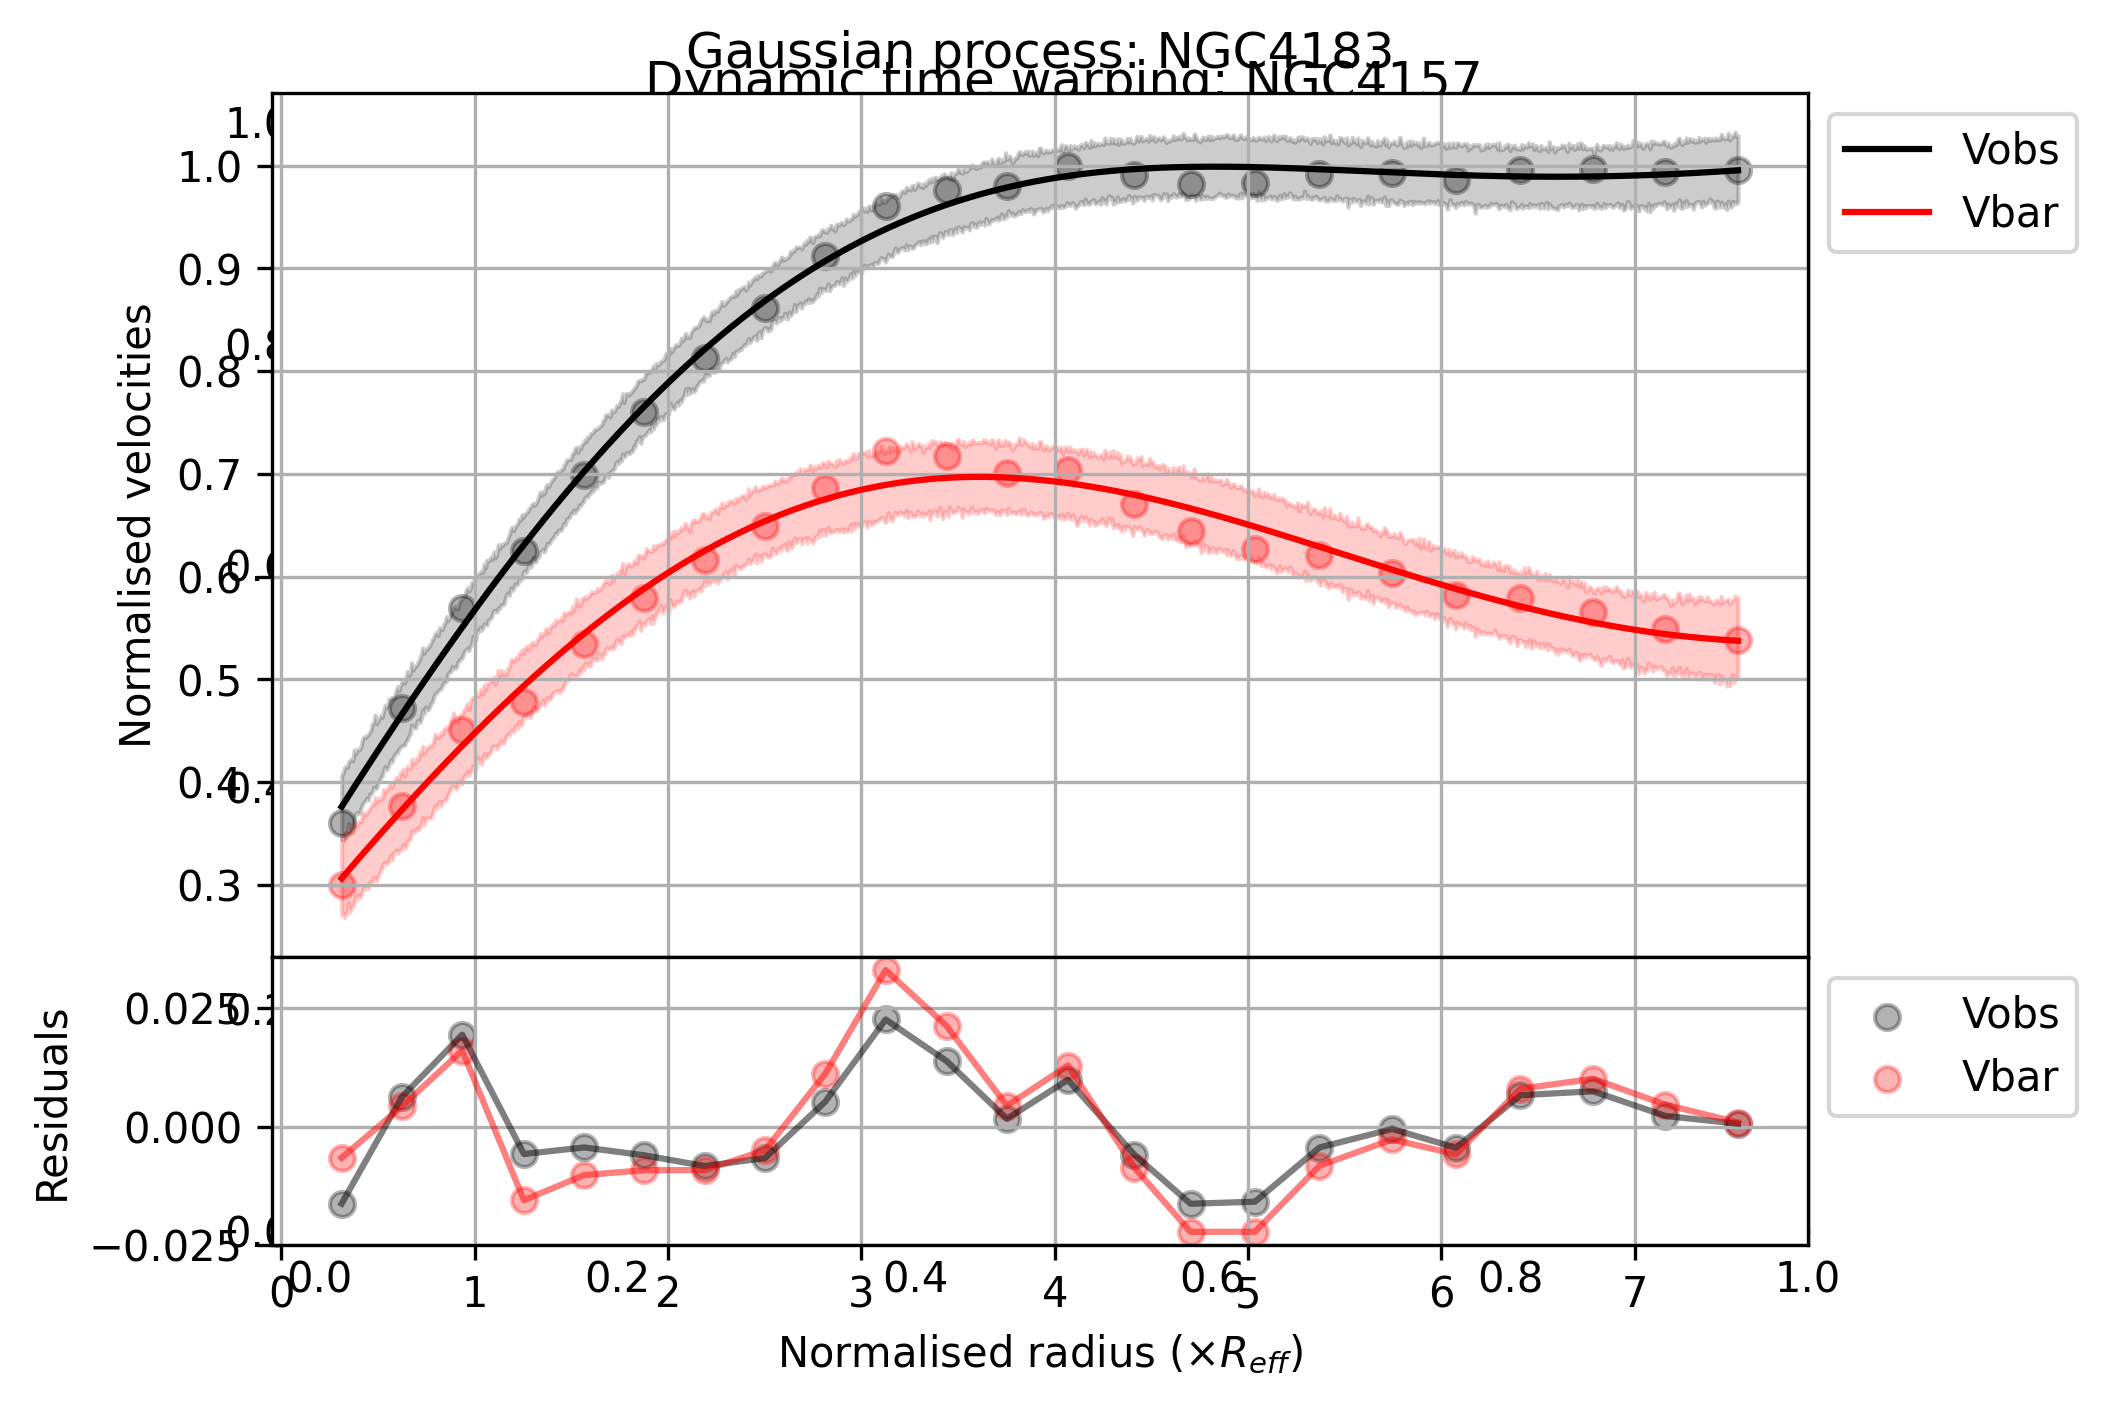 Gaussian process: NGC4183
Dynamic time warping: NGC4157
1.0
0.9
0.8
0.7
0.6
0.5
0.4
0.3
Normalised velocities
Vobs
Vbar
0.025
0.000
−0.025
Residuals
Vobs
Vbar
0.0 0.2 0.4 0.6 0.8 1.0
0 1 2 3 4 5 6 7
Normalised radius (×R_eff)